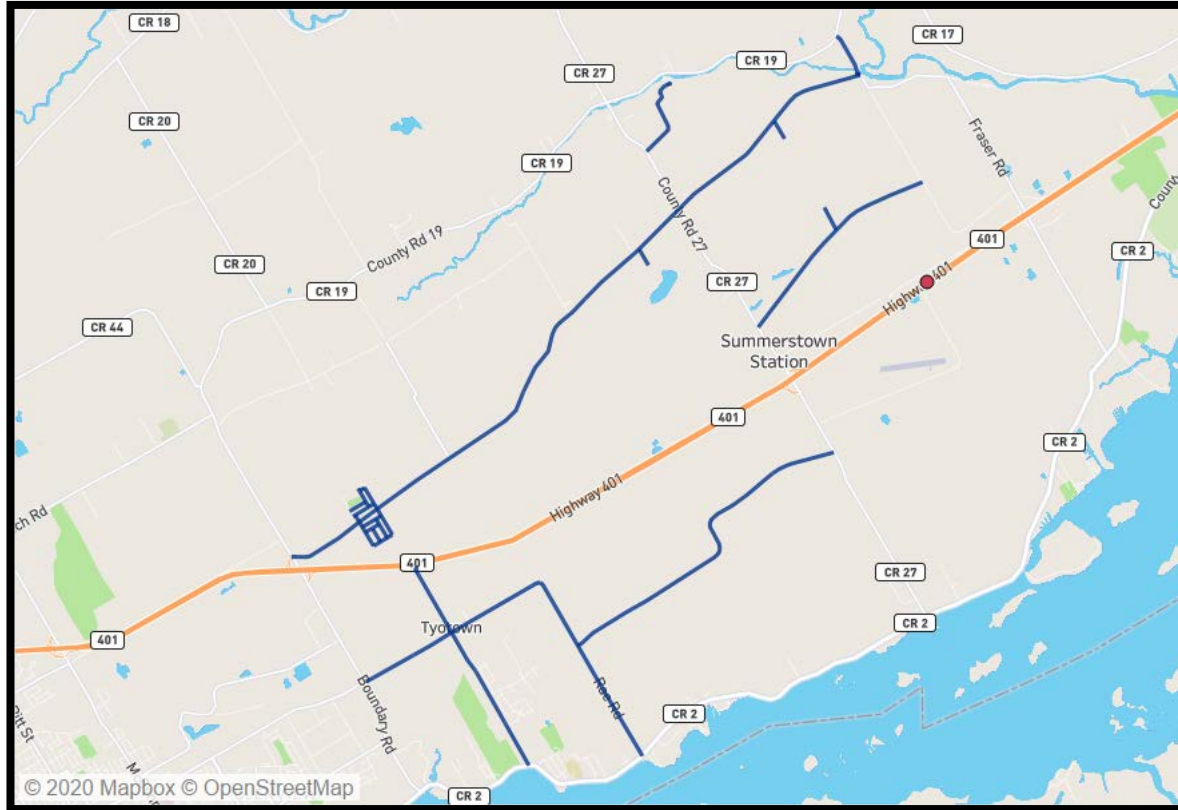 CR 18
CR 17
CR 19
CR 27
CR 20
Fraser Rd
CR 19
County Rd 27
County Rd 19
401
CR 2
CR 20
CR 27
Highway 401
CR 19
CR 44
Summerstown
Station
401
CR 2
Highway 401
ch Rd
401
CR 27
CR 2
Tyotown
401
Boundary Rd
Rae Rd
CR 2
Pitt St
CR 2
© 2020 Mapbox © OpenStreetMap